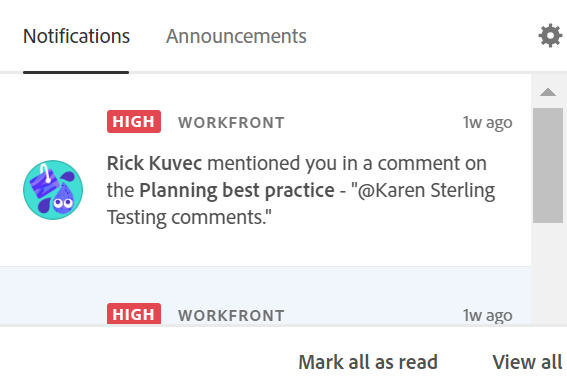 Notifications Announcements
HIGH WORKFRONT 1w ago
Rick Kuvec mentioned you in a comment on
the Planning best practice - "@Karen Sterling
Testing comments."
HIGH WORKFRONT 1w ago
Mark all as read View all